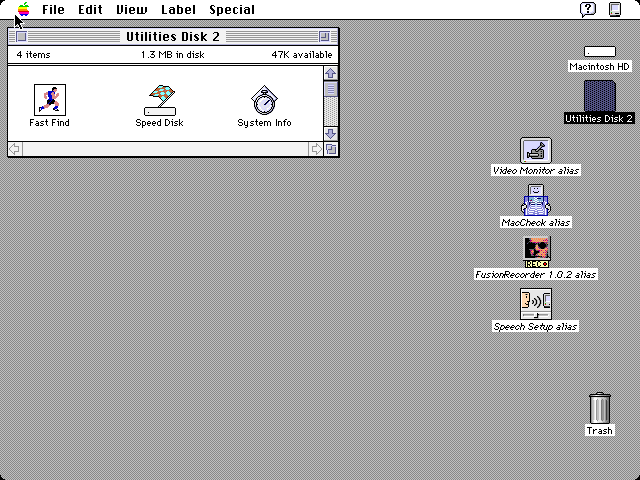 File Edit View Label Special
Utilities Disk 2
4 items 1.3 MB in disk 47K available
Fast Find Speed Disk System Info
Macintosh HD
Utilities Disk 2
Video Monitor alias
MacCheck alias
REC
FusionRecorder 1.0.2 alias
Speech Setup alias
Trash